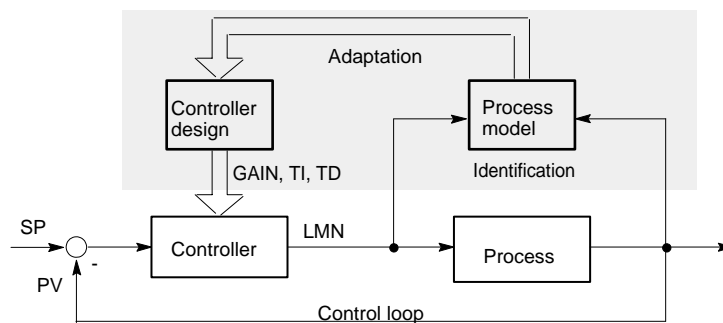 Adaptation
Controller
design
Process
model
GAIN, TI, TD
Identification
SP
Controller
LMN
Process
-
PV
Control loop